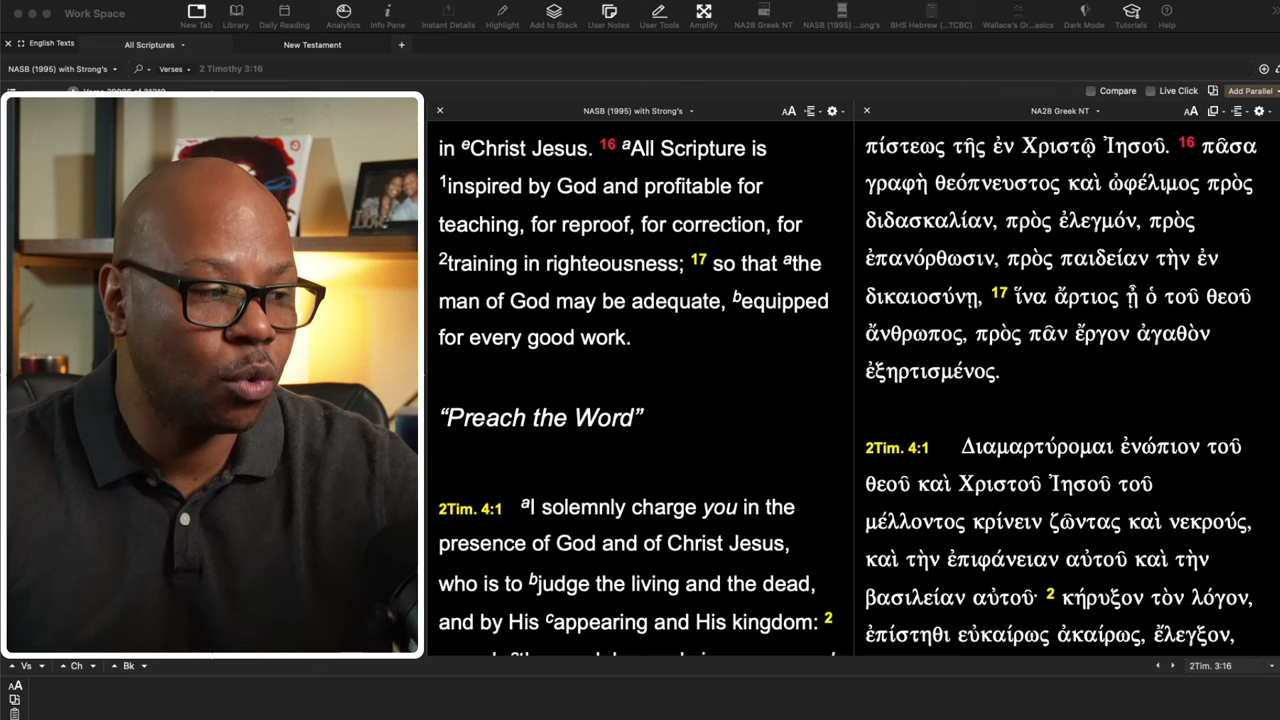 Work Space
New Tab
Library
Daily Reading
Analytics
Info Pane
Instant Details
Highlight
Add to Stack
User Notes
User Tools
Amplify
NA28 Greek NT
NASB (1995) ...ong's
BHS Hebrew (...TCBC)
Wallace's Gr...asics
Dark Mode
Tutorials
Help
English Texts
All Scriptures
New Testament
NASB (1995) with Strong's
Verses
2 Timothy 3:16
Compare
Live Click
Add Parallel
NASB (1995) with Strong's
in eChrist Jesus. 16 aAll Scripture is
1inspired by God and profitable for
teaching, for reproof, for correction, for
2training in righteousness; 17 so that athe
man of God may be adequate, bequipped
for every good work.
“Preach the Word”
2Tim. 4:1 aI solemnly charge you in the
presence of God and of Christ Jesus,
who is to bjudge the living and the dead,
and by His cappearing and His kingdom: 2
NA28 Greek NT
πίστεως τῆς ἐν Χριστῷ Ἰησοῦ. 16 πᾶσα
γραφὴ θεόπνευστος καὶ ὠφέλιμος πρὸς
διδασκαλίαν, πρὸς ἐλεγμόν, πρὸς
ἐπανόρθωσιν, πρὸς παιδείαν τὴν ἐν
δικαιοσύνῃ, 17 ἵνα ἄρτιος ᾖ ὁ τοῦ θεοῦ
ἄνθρωπος, πρὸς πᾶν ἔργον ἀγαθὸν
ἐξηρτισμένος.
2Tim. 4:1 Διαμαρτύρομαι ἐνώπιον τοῦ
θεοῦ καὶ Χριστοῦ Ἰησοῦ τοῦ
μέλλοντος κρίνειν ζῶντας καὶ νεκρούς,
καὶ τὴν ἐπιφάνειαν αὐτοῦ καὶ τὴν
βασιλείαν αὐτοῦ· 2 κήρυξον τὸν λόγον,
ἐπίστηθι εὐκαίρως ἀκαίρως, ἔλεγξον,
Vs
Ch
Bk
2Tim. 3:16